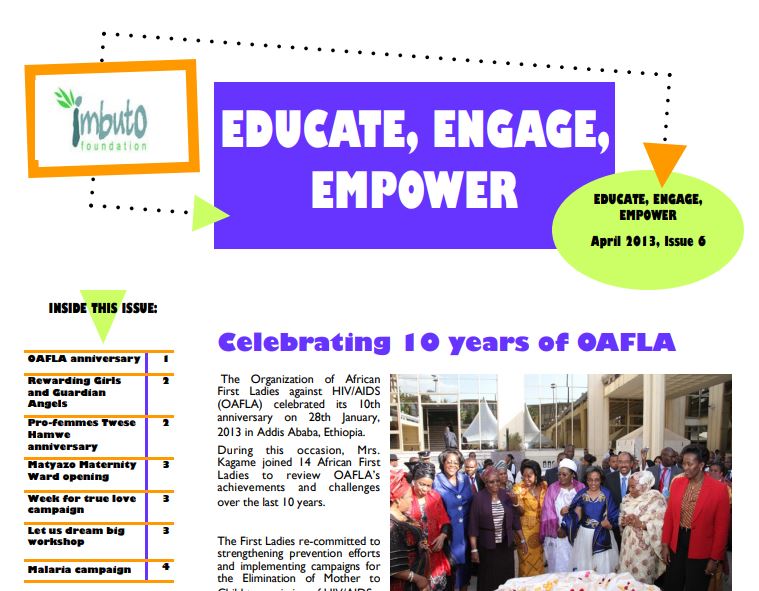 imbuto
foundation
EDUCATE, ENGAGE,
EMPOWER
EDUCATE, ENGAGE,
EMPOWER
April 2013, Issue 6
INSIDE THIS ISSUE:
OAFLA anniversary 1
Rewarding Girls 2
and Guardian
Angels
Pro-femmes Twese 2
Hamwe
anniversary
Matyazo Maternity 3
Ward opening
Week for true love 3
campaign
Let us dream big 3
workshop
Malaria campaign 4
Celebrating 10 years of OAFLA
The Organization of African
First Ladies against HIV/AIDS
(OAFLA) celebrated its 10th
anniversary on 28th January,
2013 in Addis Ababa, Ethiopia.
During this occasion, Mrs.
Kagame joined 14 African First
Ladies to review OAFLA's
achievements and challenges
over the last 10 years.
The First Ladies re-committed to
strengthening prevention efforts
and implementing campaigns for
the Elimination of Mother to